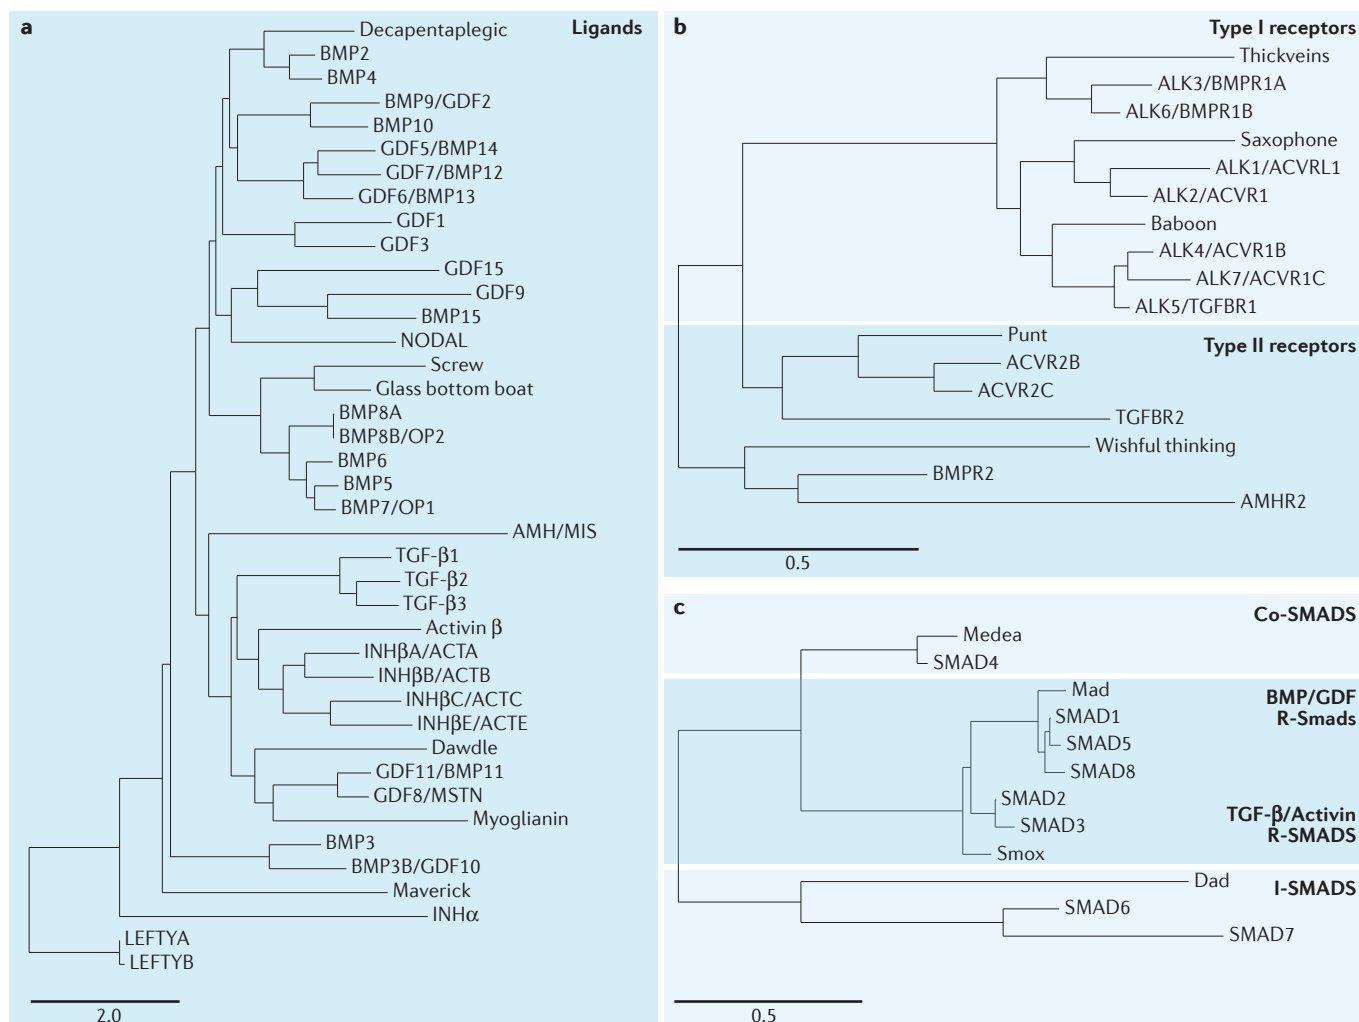 a
Ligands
Decapentaplegic
BMP2
BMP4
BMP9/GDF2
BMP10
GDF5/BMP14
GDF7/BMP12
GDF6/BMP13
GDF1
GDF3
GDF15
GDF9
BMP15
NODAL
Screw
Glass bottom boat
BMP8A
BMP8B/OP2
BMP6
BMP5
BMP7/OP1
AMH/MIS
TGF-β1
TGF-β2
TGF-β3
Activin β
INHβA/ACTA
INHβB/ACTB
INHβC/ACTC
INHβE/ACTE
Dawdle
GDF11/BMP11
GDF8/MSTN
Myoglianin
BMP3
BMP3B/GDF10
Maverick
INHα
LEFTYA
LEFTYB
2.0
b
Type I receptors
Thickveins
ALK3/BMPR1A
ALK6/BMPR1B
Saxophone
ALK1/ACVRL1
ALK2/ACVR1
Baboon
ALK4/ACVR1B
ALK7/ACVR1C
ALK5/TGFBR1
Type II receptors
Punt
ACVR2B
ACVR2C
TGFBR2
Wishful thinking
BMPR2
AMHR2
0.5
c
Co-SMADS
Medea
SMAD4
BMP/GDF
R-Smads
Mad
SMAD1
SMAD5
SMAD8
TGF-β/Activin
R-SMADS
SMAD2
SMAD3
Smox
I-SMADS
Dad
SMAD6
SMAD7
0.5